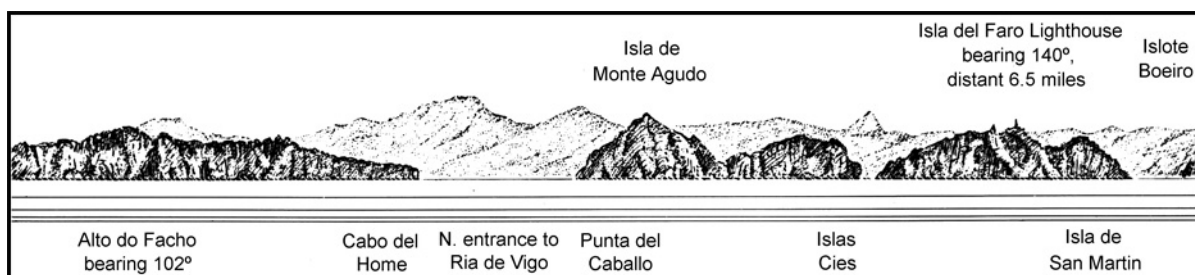 Isla de
Monte Agudo
Isla del Faro Lighthouse
bearing 140º,
distant 6.5 miles
Islote
Boeiro
Alto do Facho
bearing 102º
Cabo del
Home
N. entrance to
Ria de Vigo
Punta del
Caballo
Islas
Cies
Isla de
San Martin